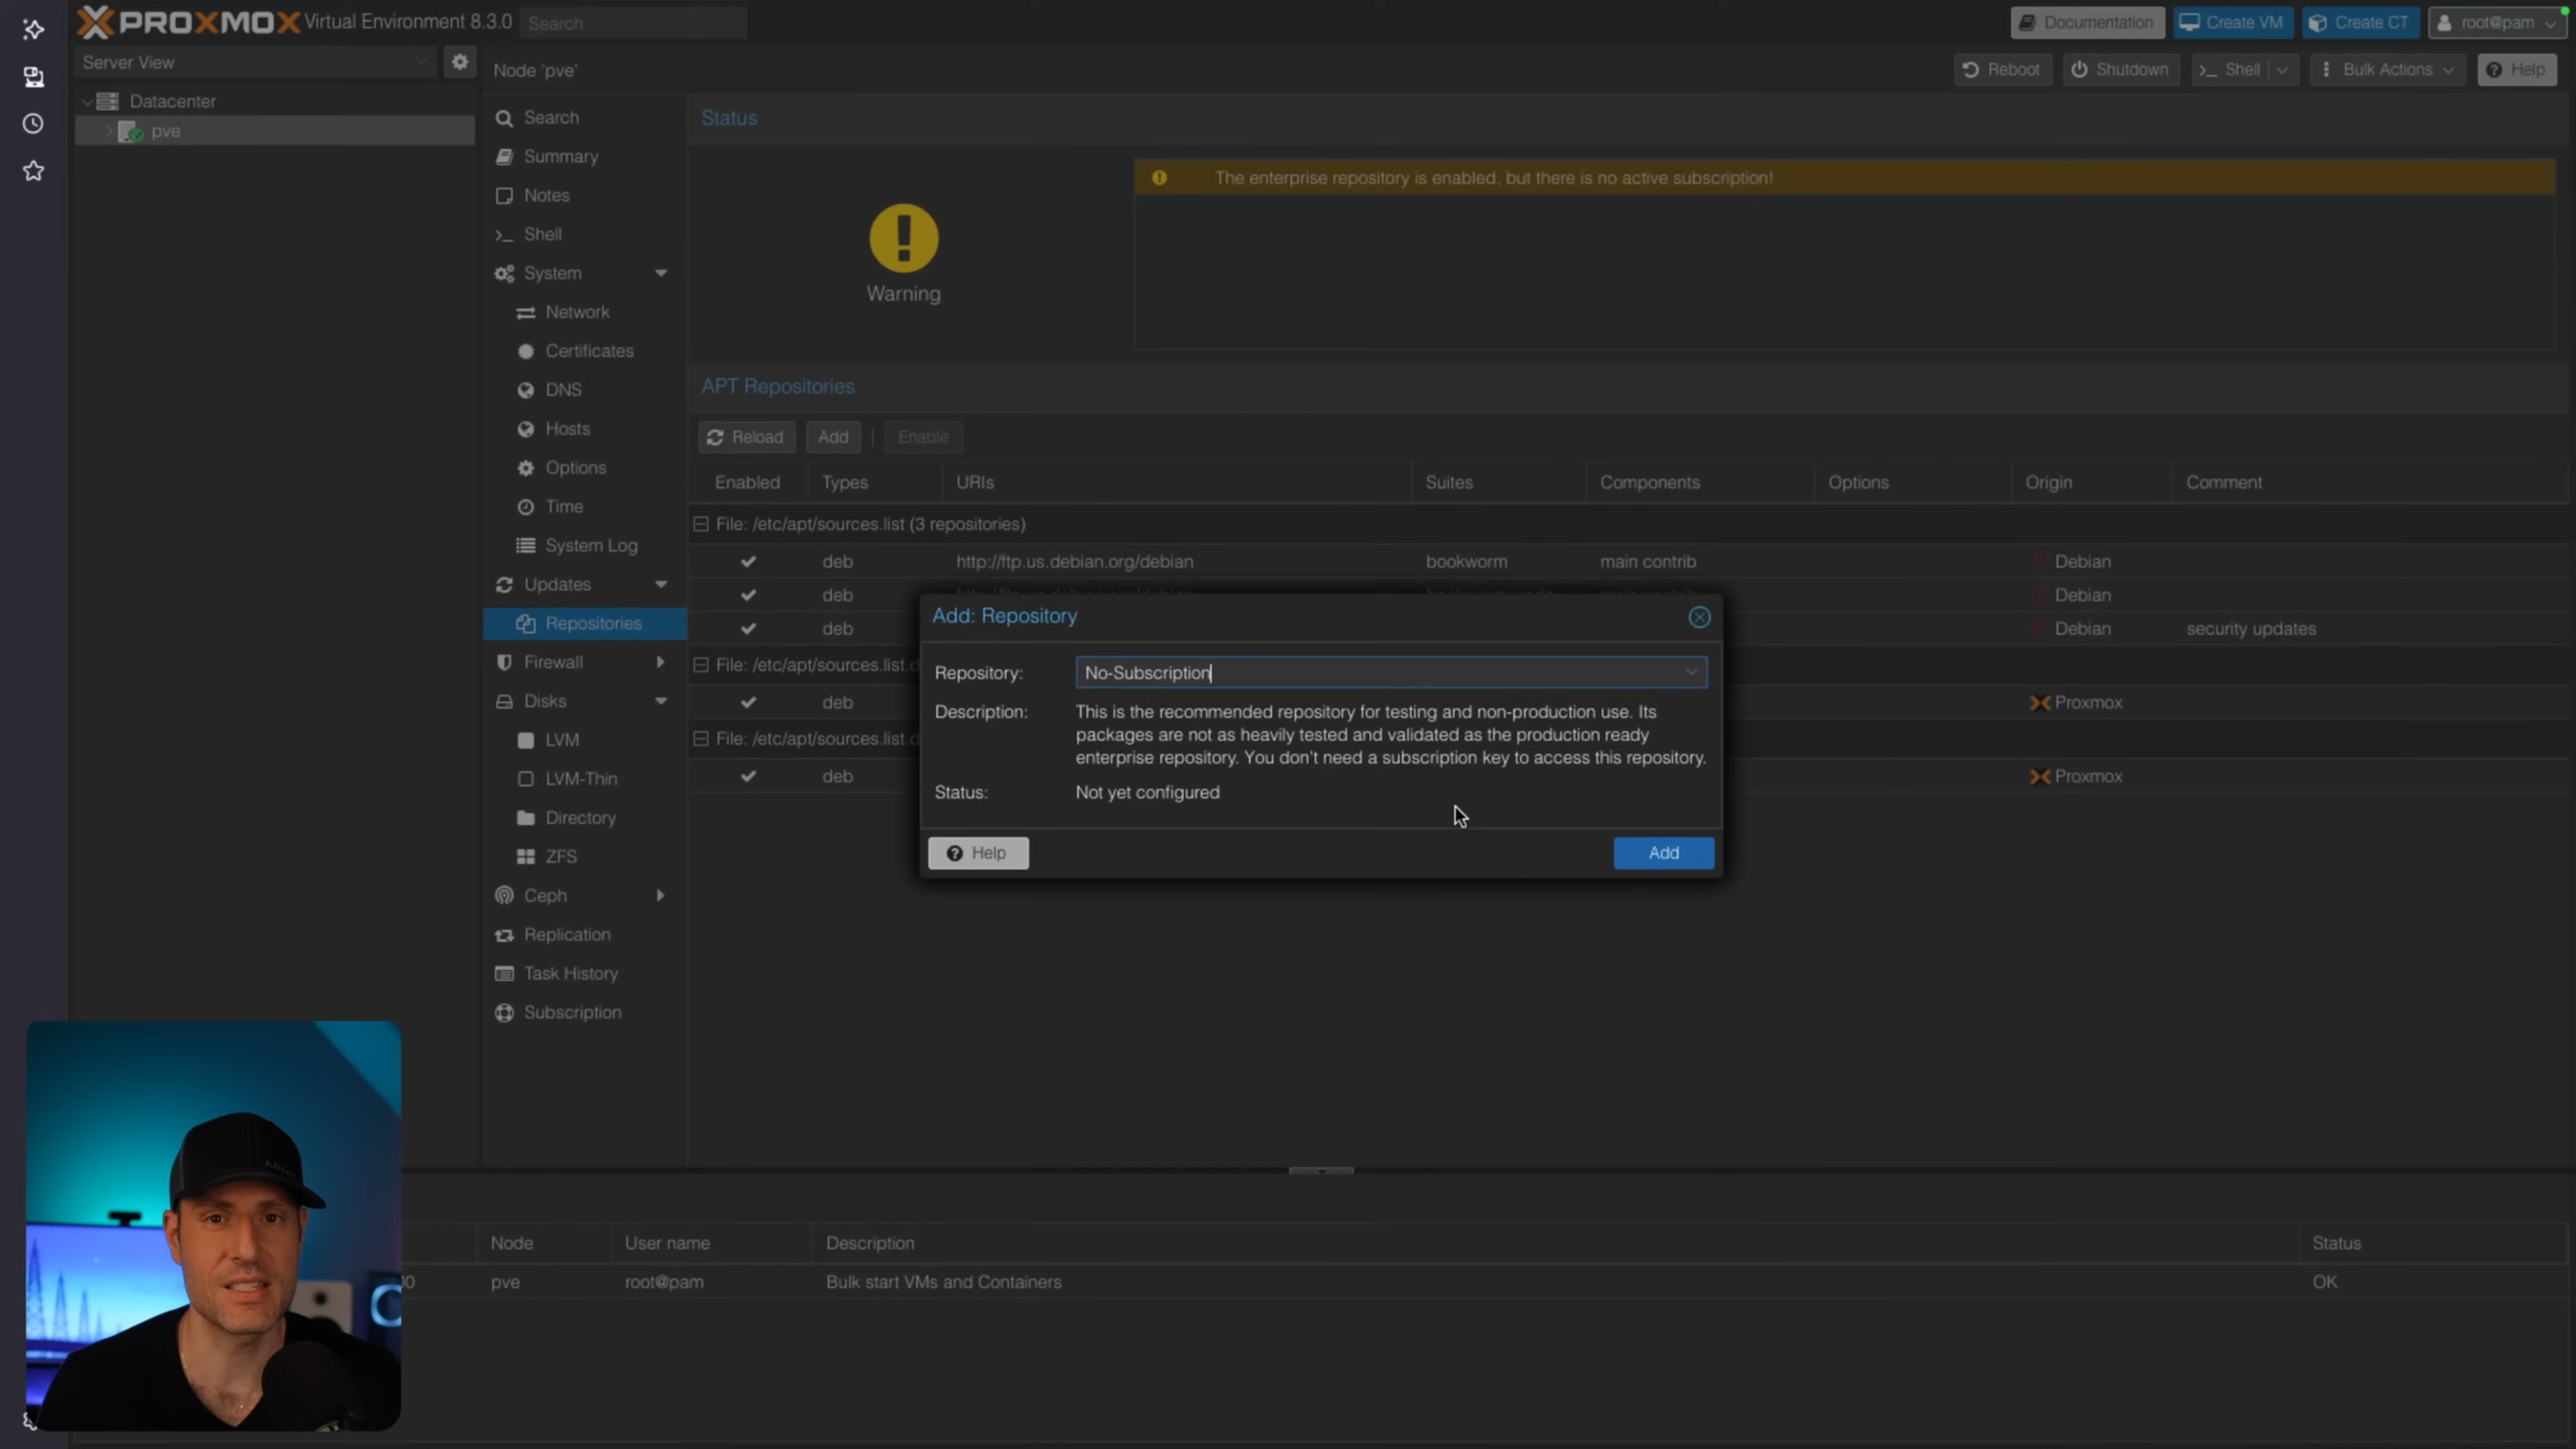 PROXMOX Virtual Environment 8.3.0
Search
Documentation
Create VM
Create CT
root@pam
Server View
Node 'pve'
Reboot
Shutdown
Shell
Bulk Actions
Help
Datacenter
pve
Search
Summary
Notes
Shell
System
Network
Certificates
DNS
Hosts
Options
Time
System Log
Updates
Repositories
Firewall
Disks
LVM
LVM-Thin
Directory
ZFS
Ceph
Replication
Task History
Subscription
Status
Warning
The enterprise repository is enabled, but there is no active subscription!
APT Repositories
Reload
Add
Enable
Enabled Types URIs Suites Components Options Origin Comment
File: /etc/apt/sources.list (3 repositories)
deb http://ftp.us.debian.org/debian bookworm main contrib Debian
deb Debian
deb Debian security updates
File: /etc/apt/sources.list.d
deb Proxmox
File: /etc/apt/sources.list.d
deb Proxmox
Add: Repository
Repository: No-Subscription
Description: This is the recommended repository for testing and non-production use. Its
packages are not as heavily tested and validated as the production ready
enterprise repository. You don't need a subscription key to access this repository.
Status: Not yet configured
Help
Add
Node User name Description Status
pve root@pam Bulk start VMs and Containers OK